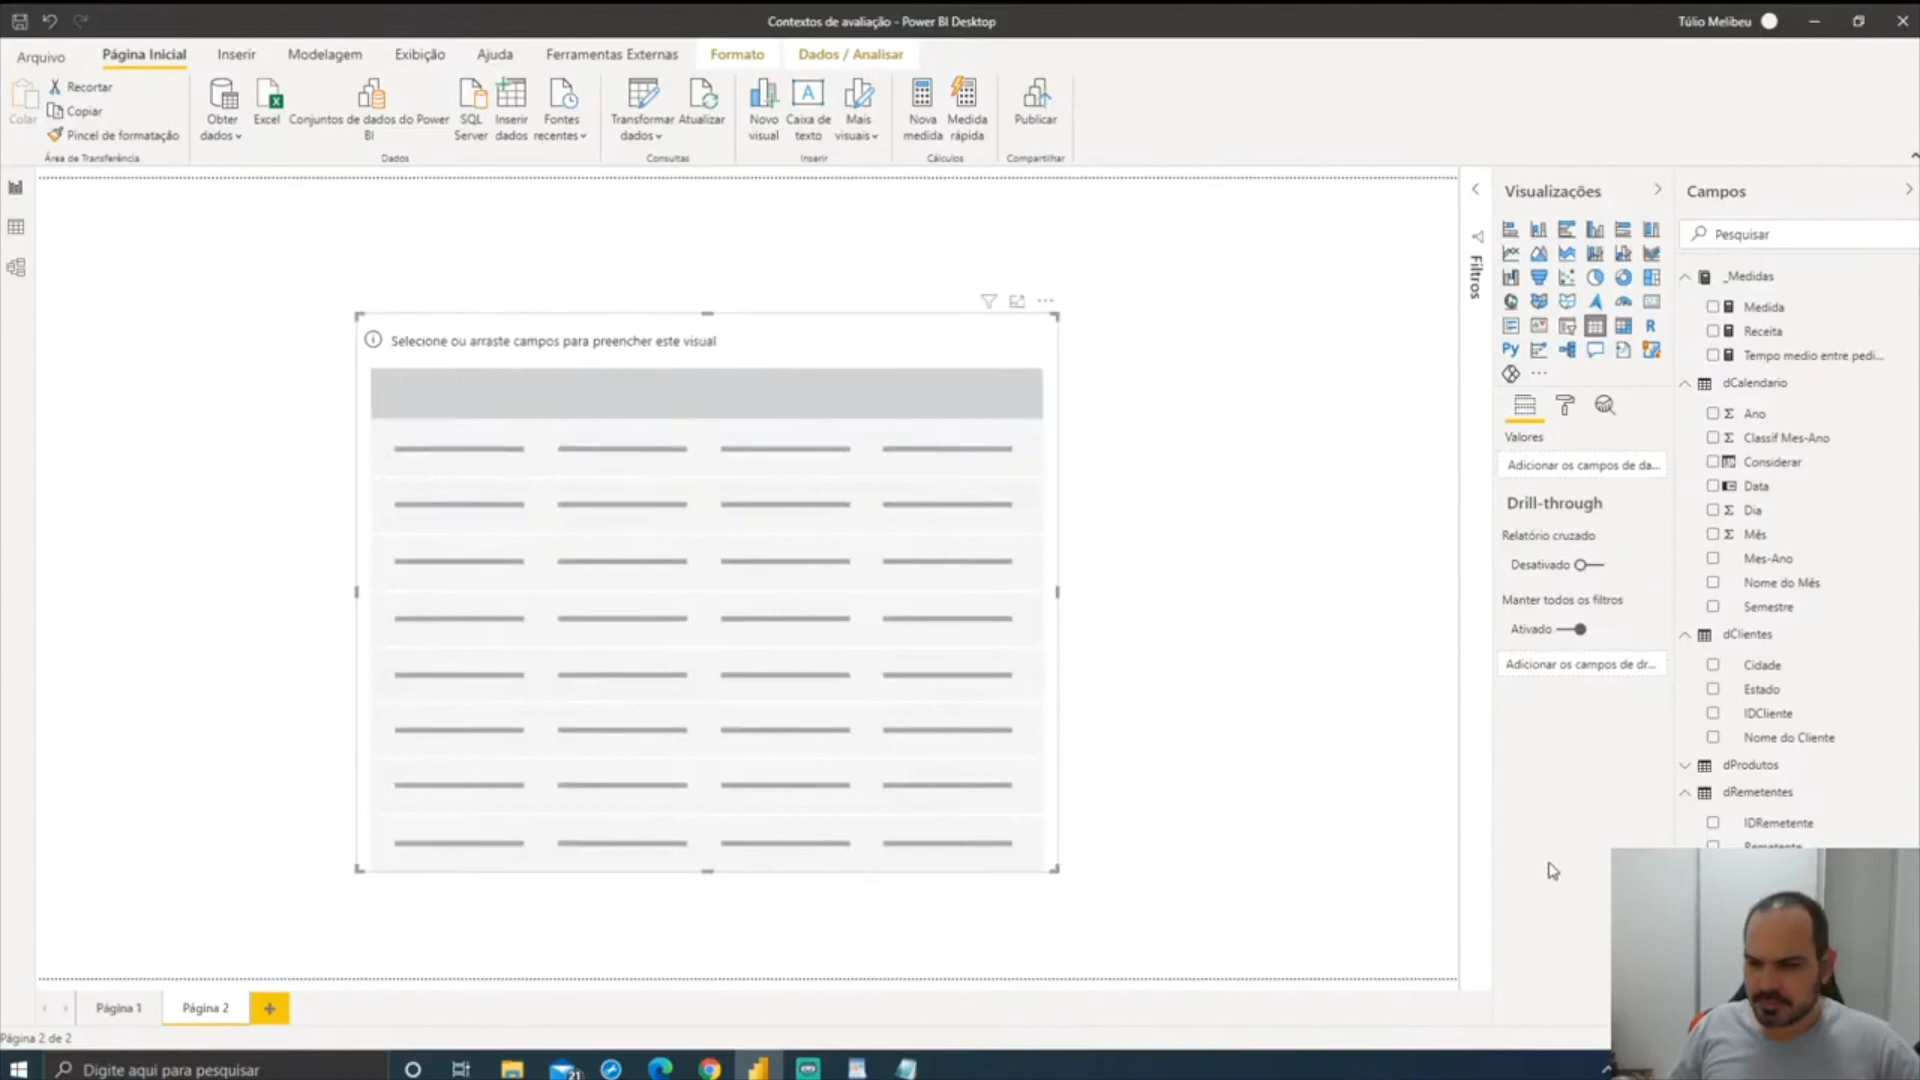 Contextos de avaliação - Power BI Desktop
Túlio Melibeu
Arquivo
Página Inicial
Inserir
Modelagem
Exibição
Ajuda
Ferramentas Externas
Formato
Dados / Analisar
Colar
Recortar
Copiar
Pincel de formatação
Área de Transferência
Obter dados
Excel
Conjuntos de dados do Power BI
SQL Server
Inserir dados
Fontes recentes
Dados
Transformar dados
Atualizar
Consultas
Novo visual
Caixa de texto
Mais visuais
Inserir
Nova medida
Medida rápida
Cálculos
Publicar
Compartilhar
Selecione ou arraste campos para preencher este visual
Filtros
Visualizações
R
Py
Valores
Adicionar os campos de da...
Drill-through
Relatório cruzado
Desativado
Manter todos os filtros
Ativado
Adicionar os campos de dr...
Campos
Pesquisar
_Medidas
Medida
Receita
Tempo medio entre pedi...
dCalendario
Ano
Classif Mes-Ano
Considerar
Data
Dia
Mês
Mes-Ano
Nome do Mês
Semestre
dClientes
Cidade
Estado
IDCliente
Nome do Cliente
dProdutos
dRemetentes
IDRemetente
Remetente
Página 1
Página 2
Página 2 de 2
Digite aqui para pesquisar
21